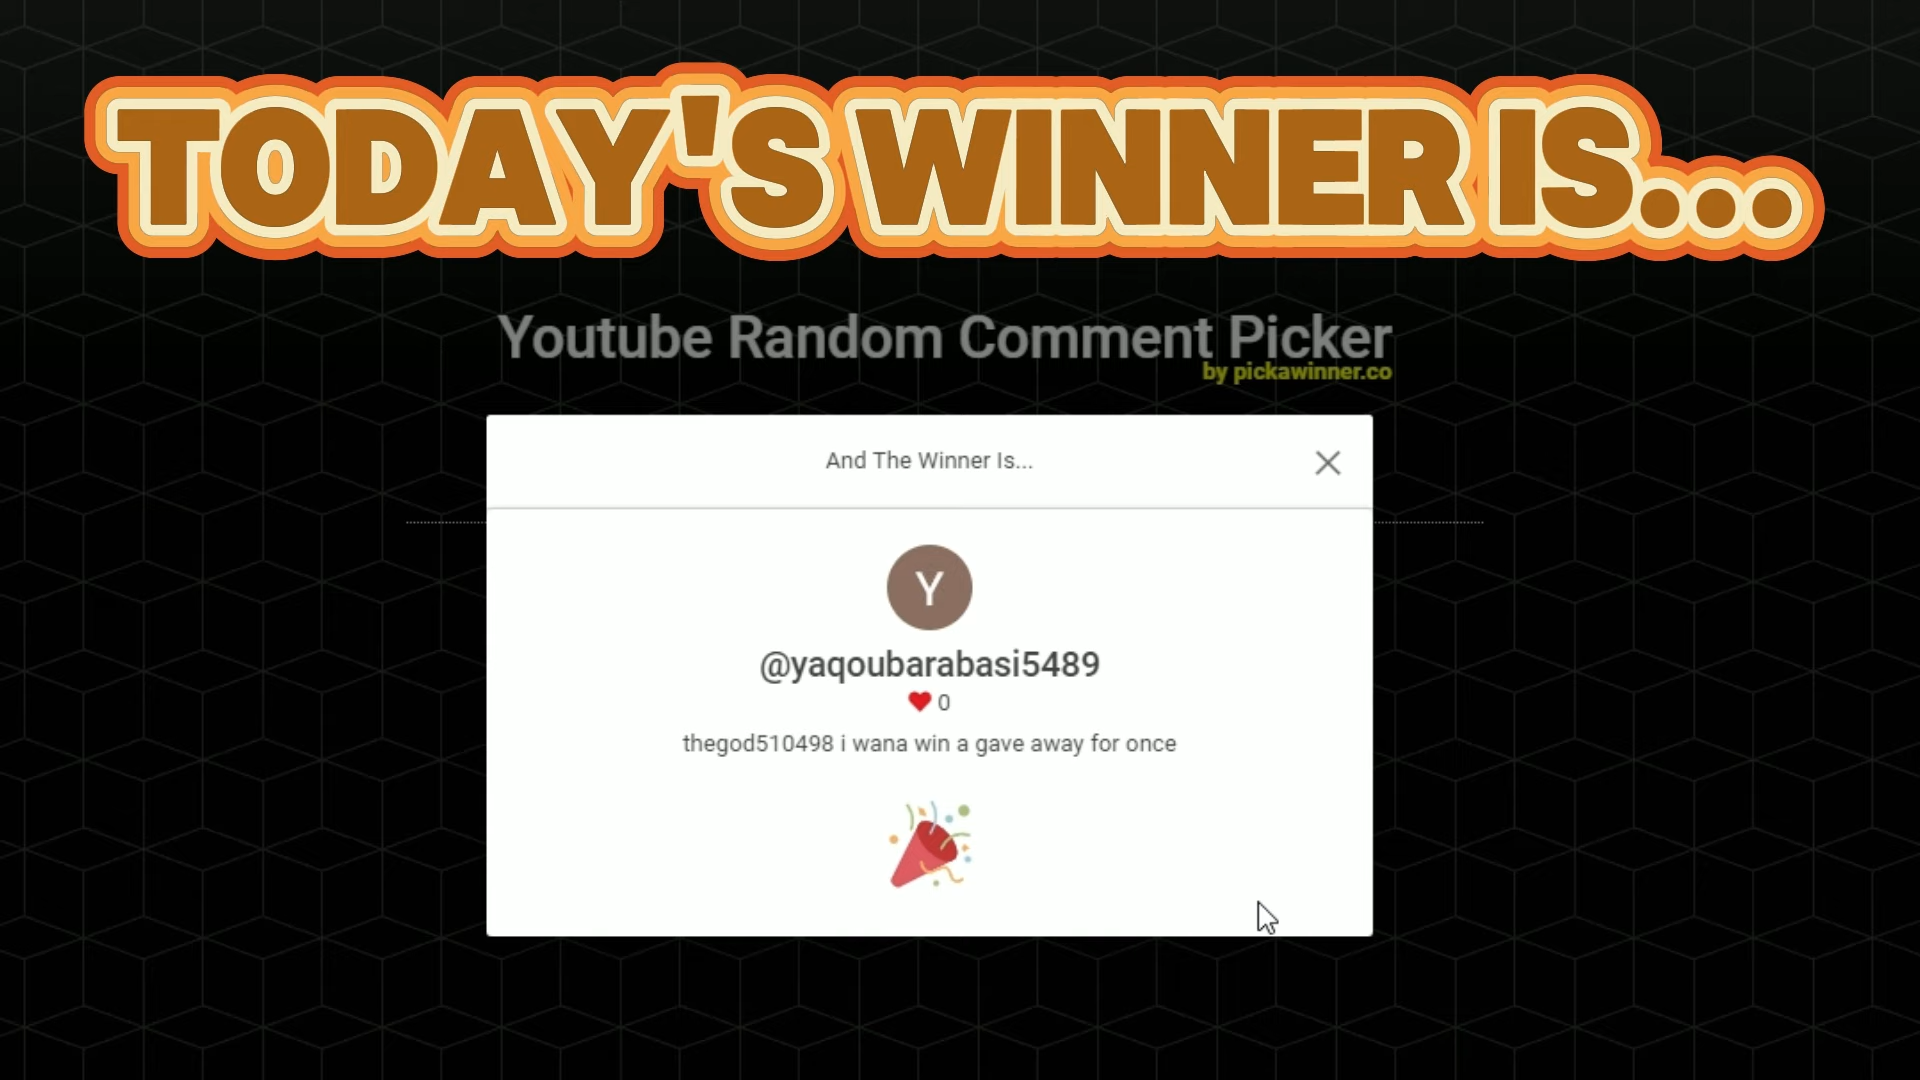 TODAY'S WINNER IS...
Youtube Random Comment Picker
by pickawinner.co
And The Winner Is...
Y
@yaqoubarabasi5489
0
thegod510498 i wana win a gave away for once